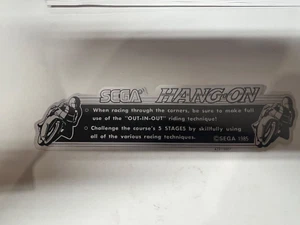 SEGA HANG-ON
When racing through the turners, be sure to make full
use of the "OUT-IN-OUT" riding technique!
Challenge the course's 5 STAGES by skillfully using
all of the various racing techniques. ©SEGA 1985